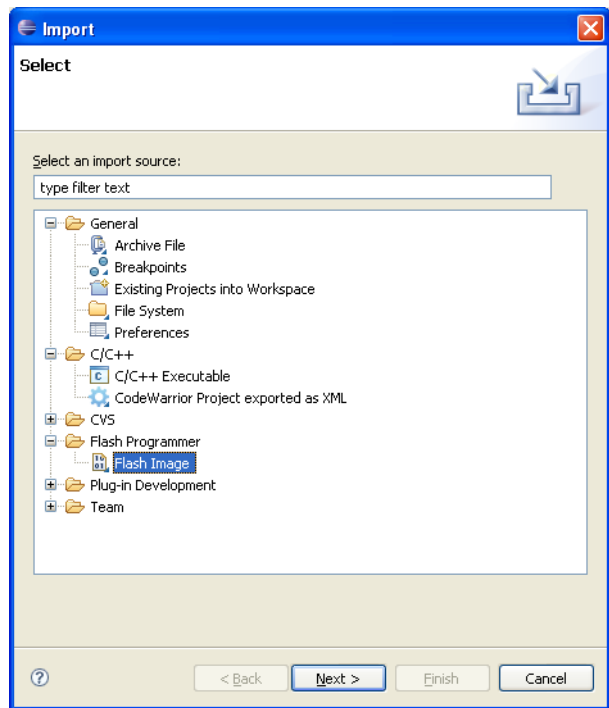 Import
Select
Select an import source:
type filter text
General
Archive File
Breakpoints
Existing Projects into Workspace
File System
Preferences
C/C++
C/C++ Executable
CodeWarrior Project exported as XML
CVS
Flash Programmer
Flash Image
Plug-in Development
Team
? < Back Next > Finish Cancel